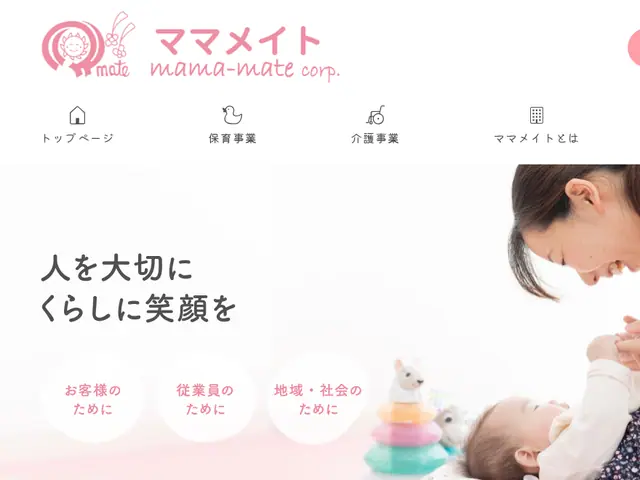 mate
ママメイト
mama-mate corp.
トップページ
保育事業
介護事業
ママメイトとは
人を大切に
くらしに笑顔を
お客様の
ために
従業員の
ために
地域・社会の
ために